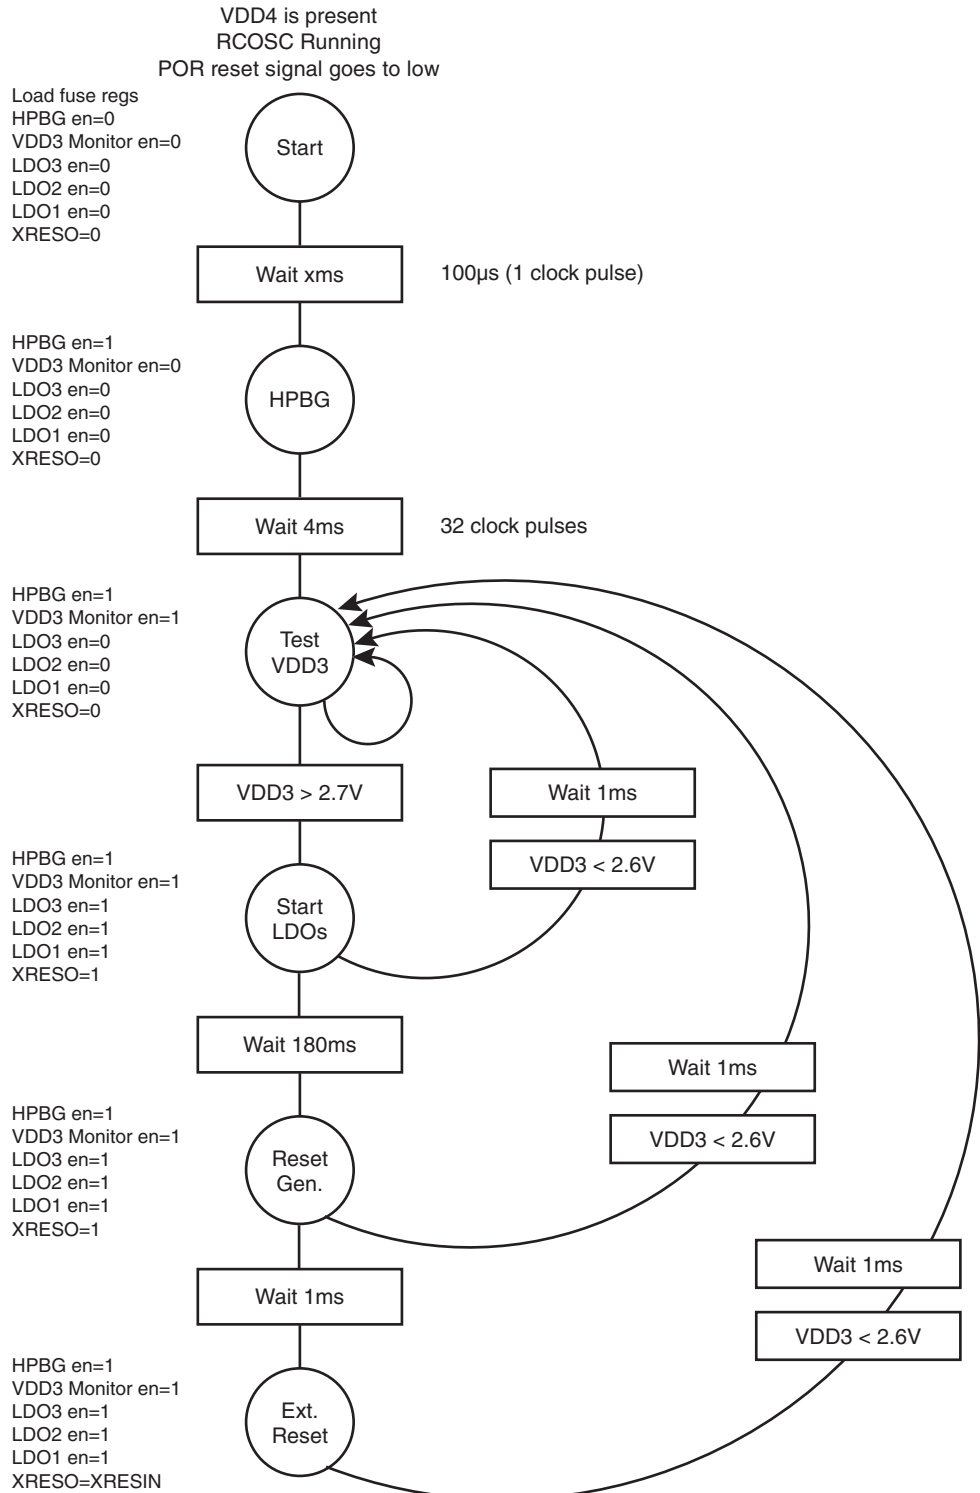 VDD4 is present
RCOSC Running
POR reset signal goes to low
Load fuse regs
HPBG en=0
VDD3 Monitor en=0
LDO3 en=0
LDO2 en=0
LDO1 en=0
XRESO=0
Start
Wait xms
100µs (1 clock pulse)
HPBG en=1
VDD3 Monitor en=0
LDO3 en=0
LDO2 en=0
LDO1 en=0
XRESO=0
HPBG
Wait 4ms
32 clock pulses
HPBG en=1
VDD3 Monitor en=1
LDO3 en=0
LDO2 en=0
LDO1 en=0
XRESO=0
Test
VDD3
VDD3 > 2.7V
Wait 1ms
VDD3 < 2.6V
HPBG en=1
VDD3 Monitor en=1
LDO3 en=1
LDO2 en=1
LDO1 en=1
XRESO=1
Start
LDOs
Wait 180ms
Wait 1ms
VDD3 < 2.6V
HPBG en=1
VDD3 Monitor en=1
LDO3 en=1
LDO2 en=1
LDO1 en=1
XRESO=1
Reset
Gen.
Wait 1ms
Wait 1ms
VDD3 < 2.6V
HPBG en=1
VDD3 Monitor en=1
LDO3 en=1
LDO2 en=1
LDO1 en=1
XRESO=XRESIN
Ext.
Reset